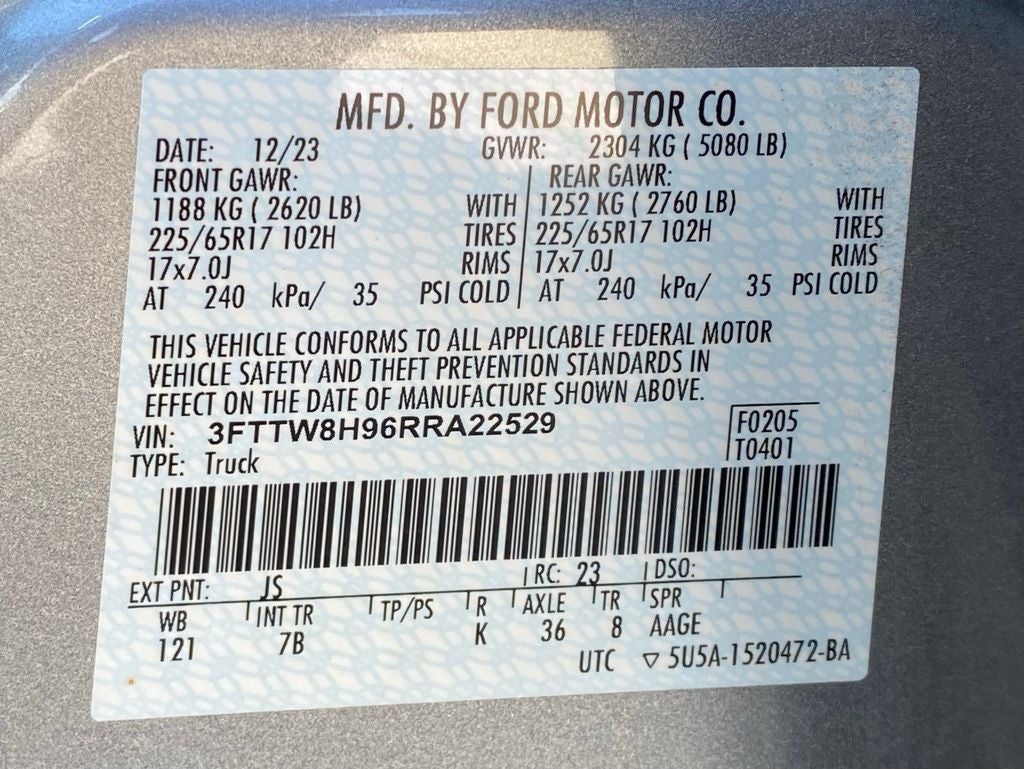 MFD. BY FORD MOTOR CO.
DATE: 12/23 GVWR: 2304 KG ( 5080 LB)
FRONT GAWR: REAR GAWR:
1188 KG ( 2620 LB) WITH 1252 KG ( 2760 LB) WITH
225/65R17 102H TIRES 225/65R17 102H TIRES
17x7.0J RIMS 17x7.0J RIMS
AT 240 kPa/ 35 PSI COLD AT 240 kPa/ 35 PSI COLD
THIS VEHICLE CONFORMS TO ALL APPLICABLE FEDERAL MOTOR
VEHICLE SAFETY AND THEFT PREVENTION STANDARDS IN
EFFECT ON THE DATE OF MANUFACTURE SHOWN ABOVE.
VIN: 3FTTW8H96RRA22529 F0205
TYPE: Truck T0401
EXT PNT: JS RC: 23 DSO:
WB INT TR TP/PS R AXLE TR SPR
121 7B K 36 8 AAGE
UTC ▽ 5U5A-1520472-BA